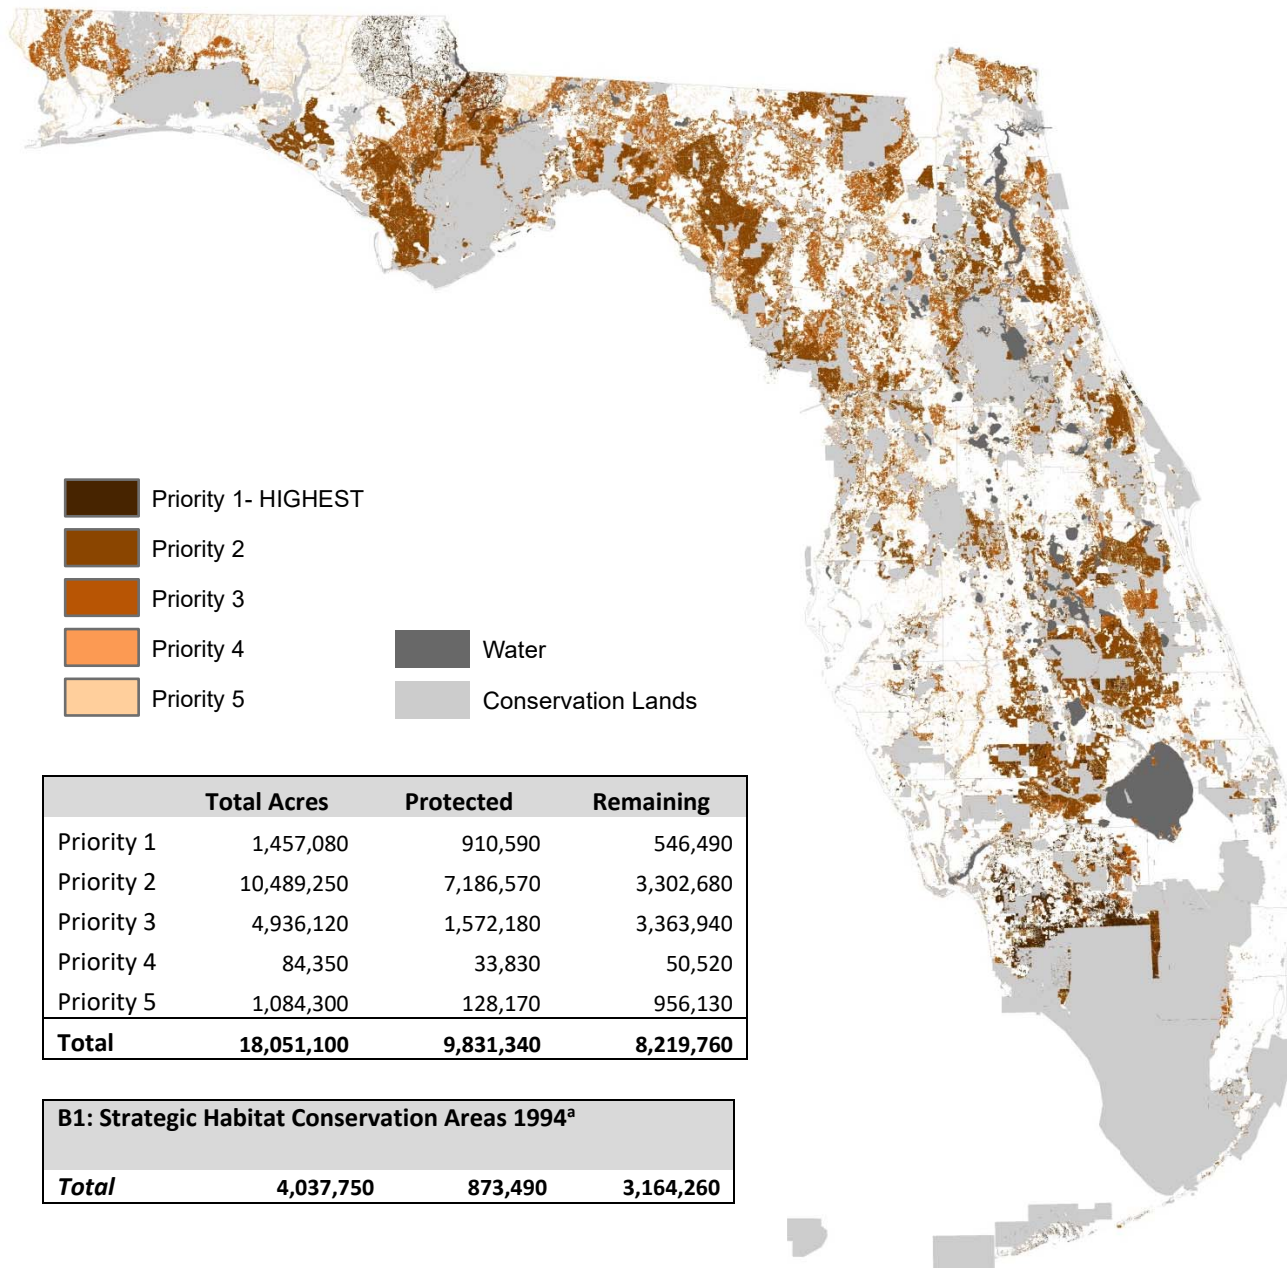 Priority 1- HIGHEST
Priority 2
Priority 3
Priority 4
Priority 5
Water
Conservation Lands
Total Acres Protected Remaining
Priority 1 1,457,080 910,590 546,490
Priority 2 10,489,250 7,186,570 3,302,680
Priority 3 4,936,120 1,572,180 3,363,940
Priority 4 84,350 33,830 50,520
Priority 5 1,084,300 128,170 956,130
Total 18,051,100 9,831,340 8,219,760
B1: Strategic Habitat Conservation Areas 1994ª
Total 4,037,750 873,490 3,164,260